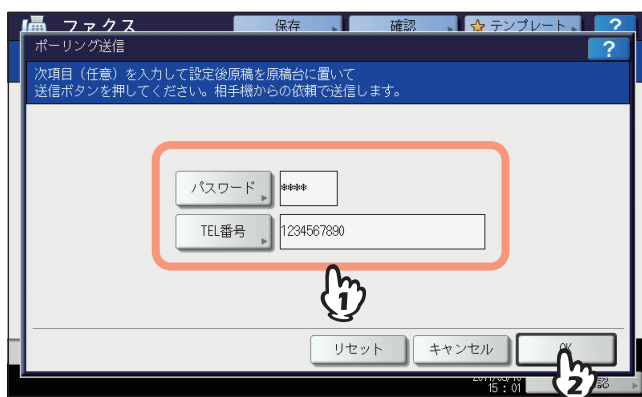 ファクス 保存 確認 テンプレート ?
ポーリング送信 ?
次項目（任意）を入力して設定後原稿を原稿台に置いて
送信ボタンを押してください。相手機からの依頼で送信します。
パスワード ****
TEL番号 1234567890
1
リセット キャンセル OK
15：01
2